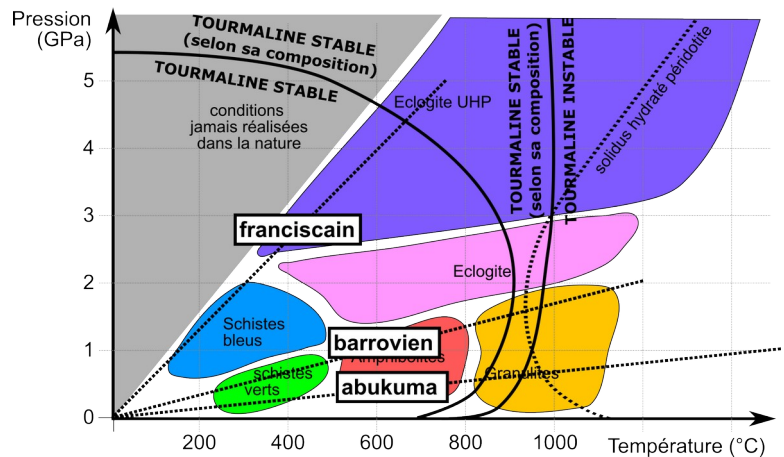 Pression
(GPa)
TOURMALINE STABLE
(selon sa composition)
TOURMALINE STABLE
conditions
jamais réalisées
dans la nature
Eclogite UHP
TOURMALINE STABLE
(selon sa composition)
TOURMALINE INSTABLE
solidus hydraté péridotite
5
4
3
2
1
0
franciscain
Eclogite
Schistes
bleus
barrovien
Amphibolites
schistes
verts
abukuma
Granulites
200
400
600
800
1000
Température (°C)